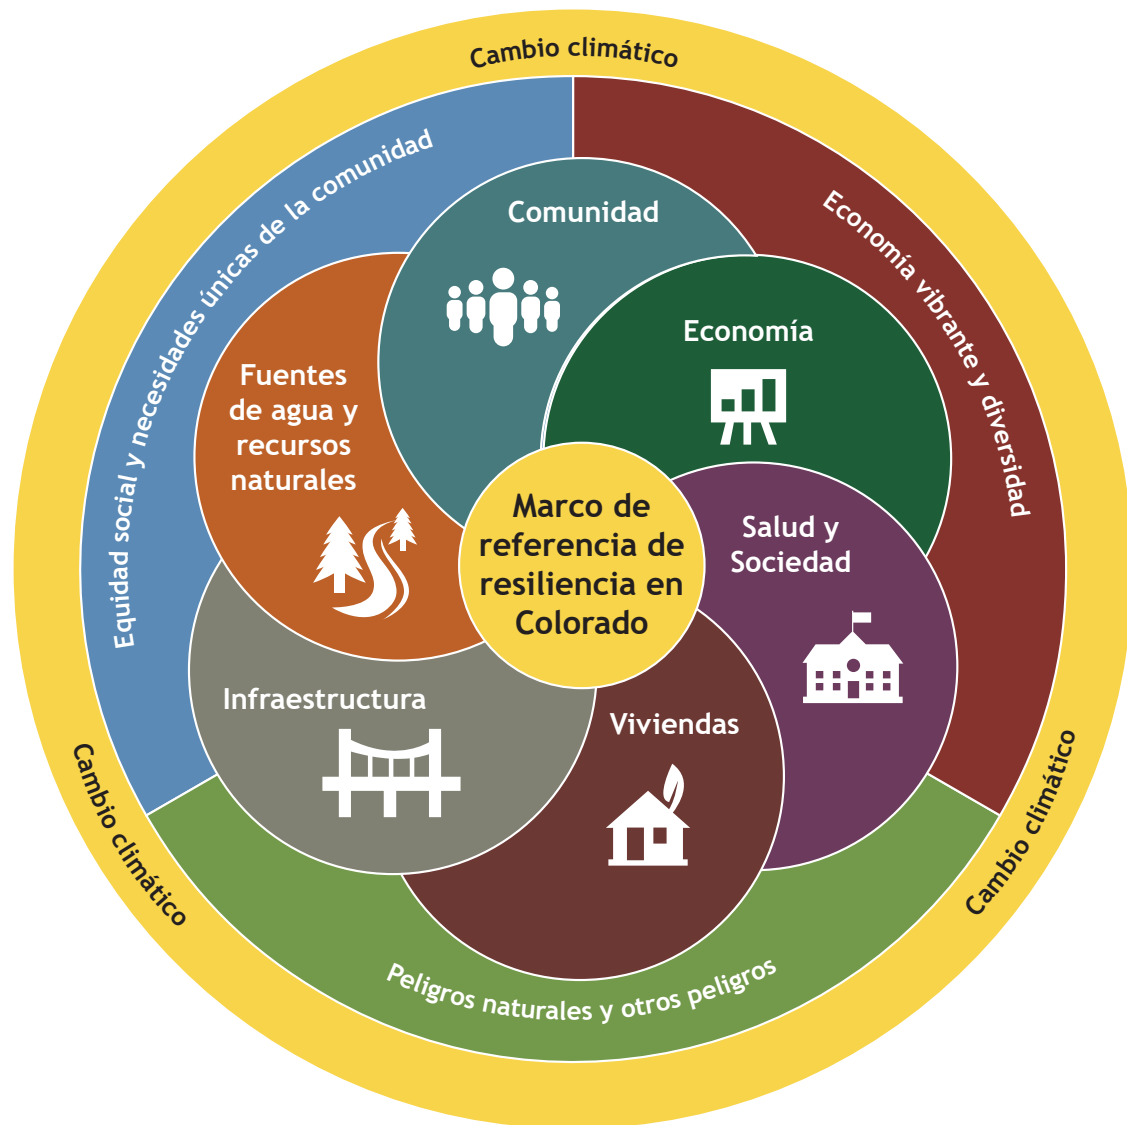 Cambio climático
Equidad social y necesidades únicas de la comunidad
Economía vibrante y diversidad
Comunidad
Economía
Fuentes
de agua y
recursos
naturales
Marco de
referencia de
resiliencia en
Colorado
Salud y
Sociedad
Infraestructura
Viviendas
Cambio climático
Cambio climático
Peligros naturales y otros peligros